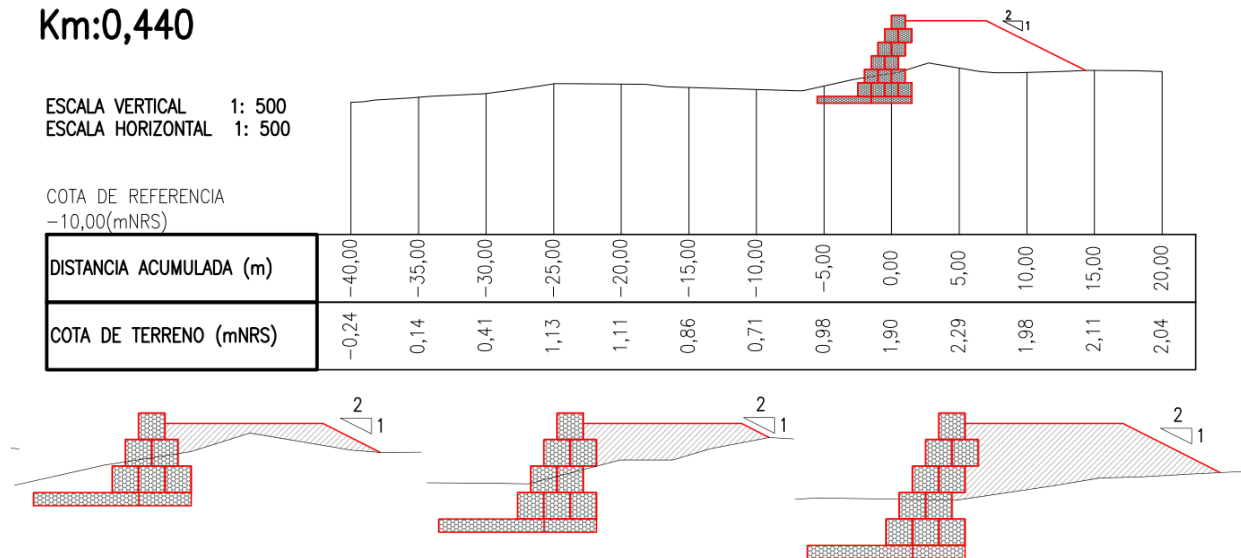 Km:0,440
2
1
ESCALA VERTICAL 1: 500
ESCALA HORIZONTAL 1: 500
COTA DE REFERENCIA
-10,00(mNRS)
DISTANCIA ACUMULADA (m) -40,00 -35,00 -30,00 -25,00 -20,00 -15,00 -10,00 -5,00 0,00 5,00 10,00 15,00 20,00
COTA DE TERRENO (mNRS) -0,24 0,14 0,41 1,13 1,11 0,86 0,71 0,98 1,90 2,29 1,98 2,11 2,04
2
1
2
1
2
1